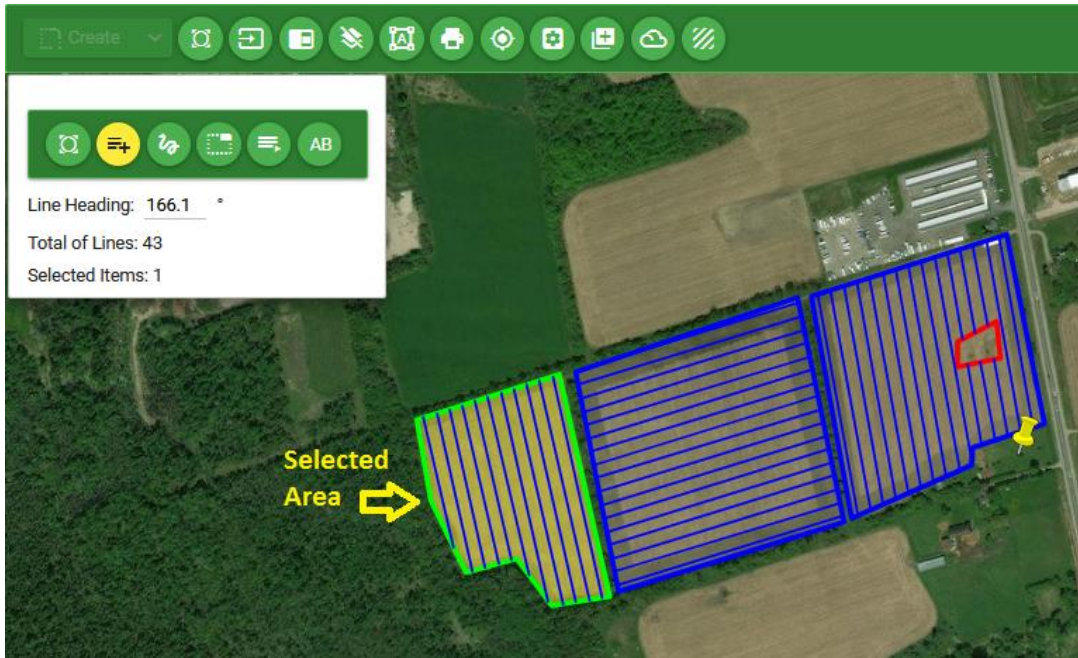 Create
A
AB
Line Heading: 166.1 °
Total of Lines: 43
Selected Items: 1
Selected
Area